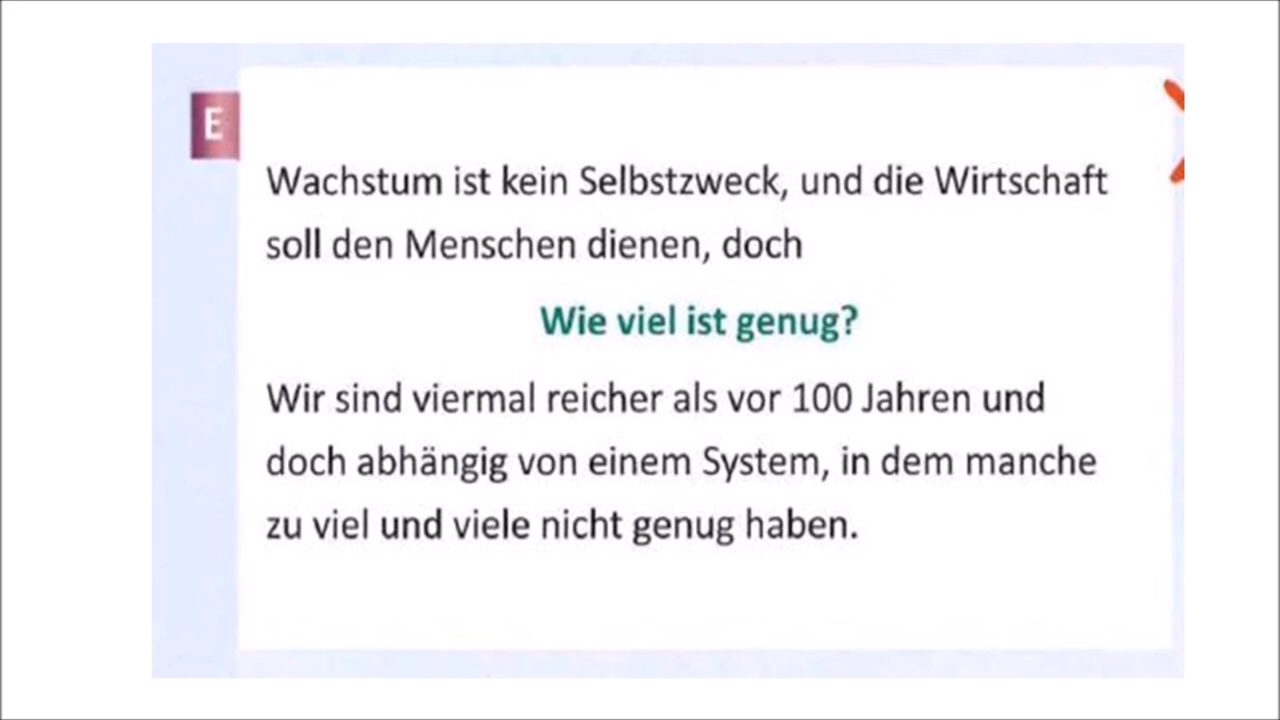 E
Wachstum ist kein Selbstzweck, und die Wirtschaft
soll den Menschen dienen, doch
Wie viel ist genug?
Wir sind viermal reicher als vor 100 Jahren und
doch abhängig von einem System, in dem manche
zu viel und viele nicht genug haben.